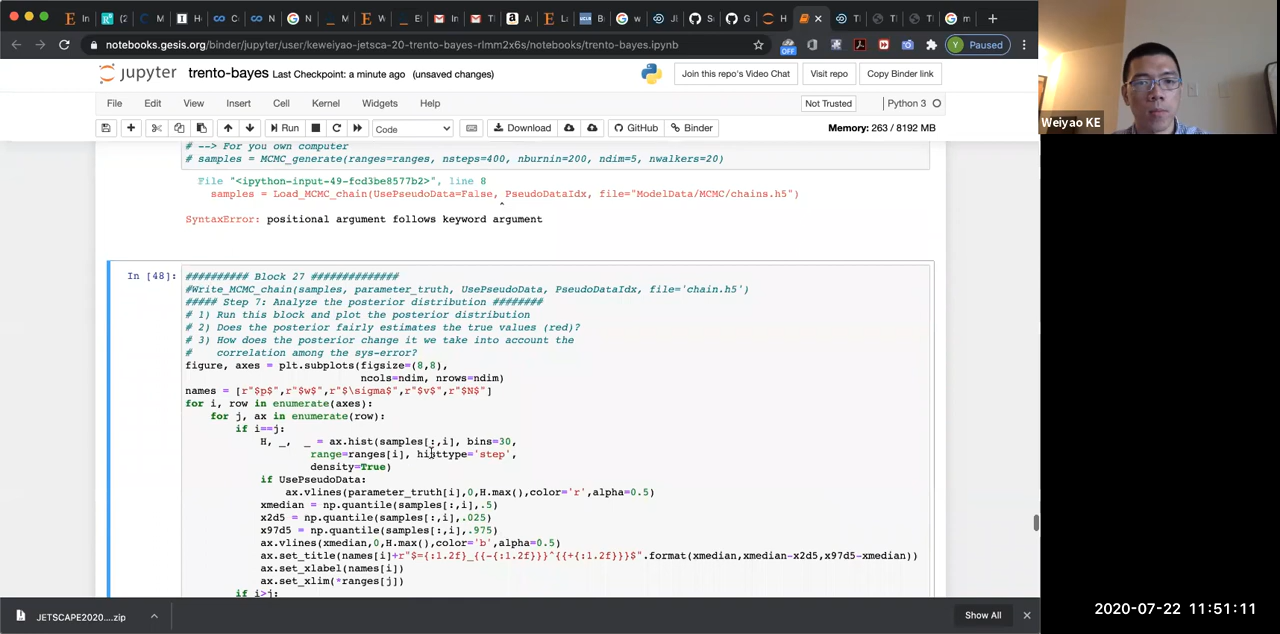 notebooks.gesis.org/binder/jupyter/user/keweiyao-jetsca-20-trento-bayes-rlmm2x6s/notebooks/trento-bayes.ipynb
OFF
Y Paused
jupyter trento-bayes Last Checkpoint: a minute ago (unsaved changes)
Join this repo's Video Chat
Visit repo
Copy Binder link
File Edit View Insert Cell Kernel Widgets Help
Not Trusted
Python 3
Run
Code
Download
GitHub
Binder
Memory: 263 / 8192 MB
# --> For you own computer
# samples = MCMC_generate(ranges=ranges, nsteps=400, nburnin=200, ndim=5, nwalkers=20)
File "<ipython-input-49-fcd3be8577b2>", line 8
samples = Load_MCMC_chain(UsePseudoData=False, PseudoDataIdx, file="ModelData/MCMC/chains.h5")
^
SyntaxError: positional argument follows keyword argument
In [48]:
########## Block 27 ##############
#Write_MCMC_chain(samples, parameter_truth, UsePseudoData, PseudoDataIdx, file='chain.h5')
##### Step 7: Analyze the posterior distribution ########
# 1) Run this block and plot the posterior distribution
# 2) Does the posterior fairly estimates the true values (red)?
# 3) How does the posterior change it we take into account the
# correlation among the sys-error?
figure, axes = plt.subplots(figsize=(8,8),
ncols=ndim, nrows=ndim)
names = [r"$p$",r"$w$",r"$\sigma$",r"$v$",r"$N$"]
for i, row in enumerate(axes):
for j, ax in enumerate(row):
if i==j:
H, _, _ = ax.hist(samples[:,i], bins=30,
range=ranges[i], histtype='step',
density=True)
if UsePseudoData:
ax.vlines(parameter_truth[i],0,H.max(),color='r',alpha=0.5)
xmedian = np.quantile(samples[:,i],.5)
x2d5 = np.quantile(samples[:,i],.025)
x97d5 = np.quantile(samples[:,i],.975)
ax.vlines(xmedian,0,H.max(),color='b',alpha=0.5)
ax.set_title(names[i]+r"$={:1.2f}_{{-{:1.2f}}}^{{+{:1.2f}}}$".format(xmedian,xmedian-x2d5,x97d5-xmedian))
ax.set_xlabel(names[i])
ax.set_xlim(*ranges[j])
if i>j:
JETSCAPE2020....zip
Show All
Weiyao KE
2020-07-22 11:51:11